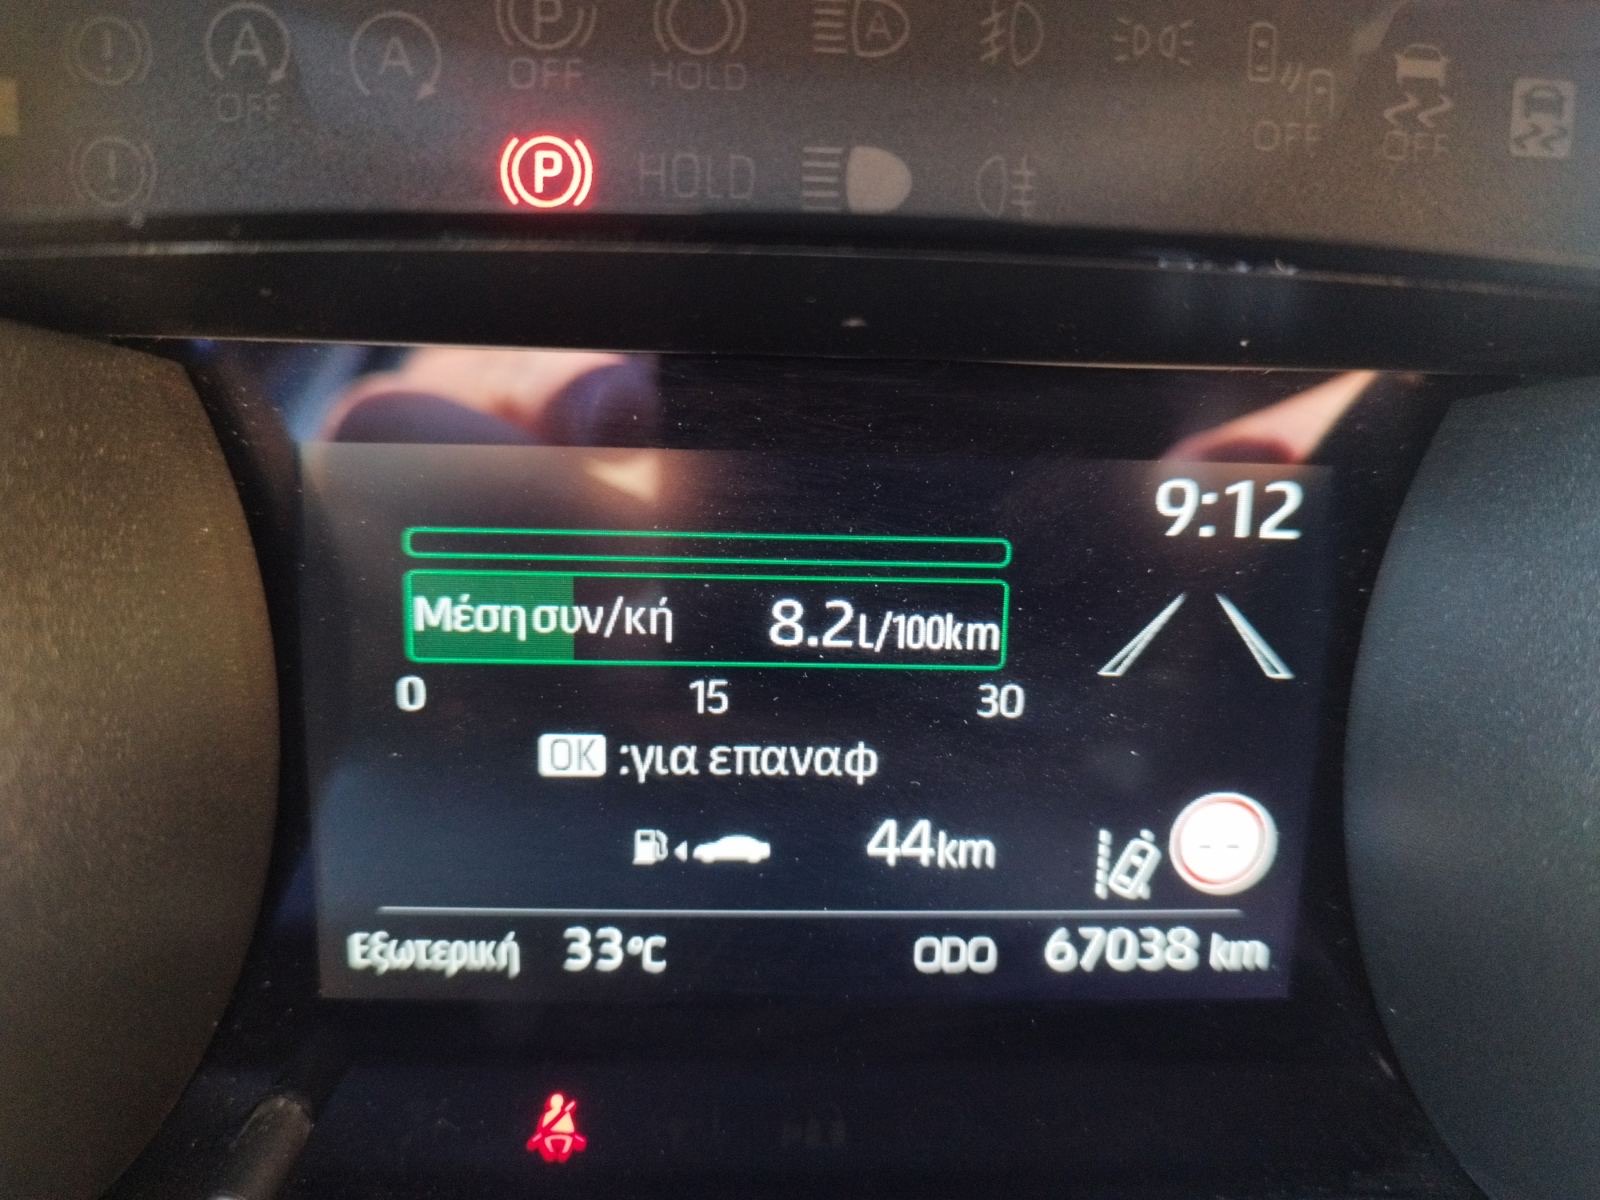 A A P OFF HOLD A OFF
OFF OFF
P HOLD
9:12
Μέση συν/κή 8.2L/100km
0 15 30
OK :για επαναφ
44km
--
Εξωτερική 33°C ODO 67038 km